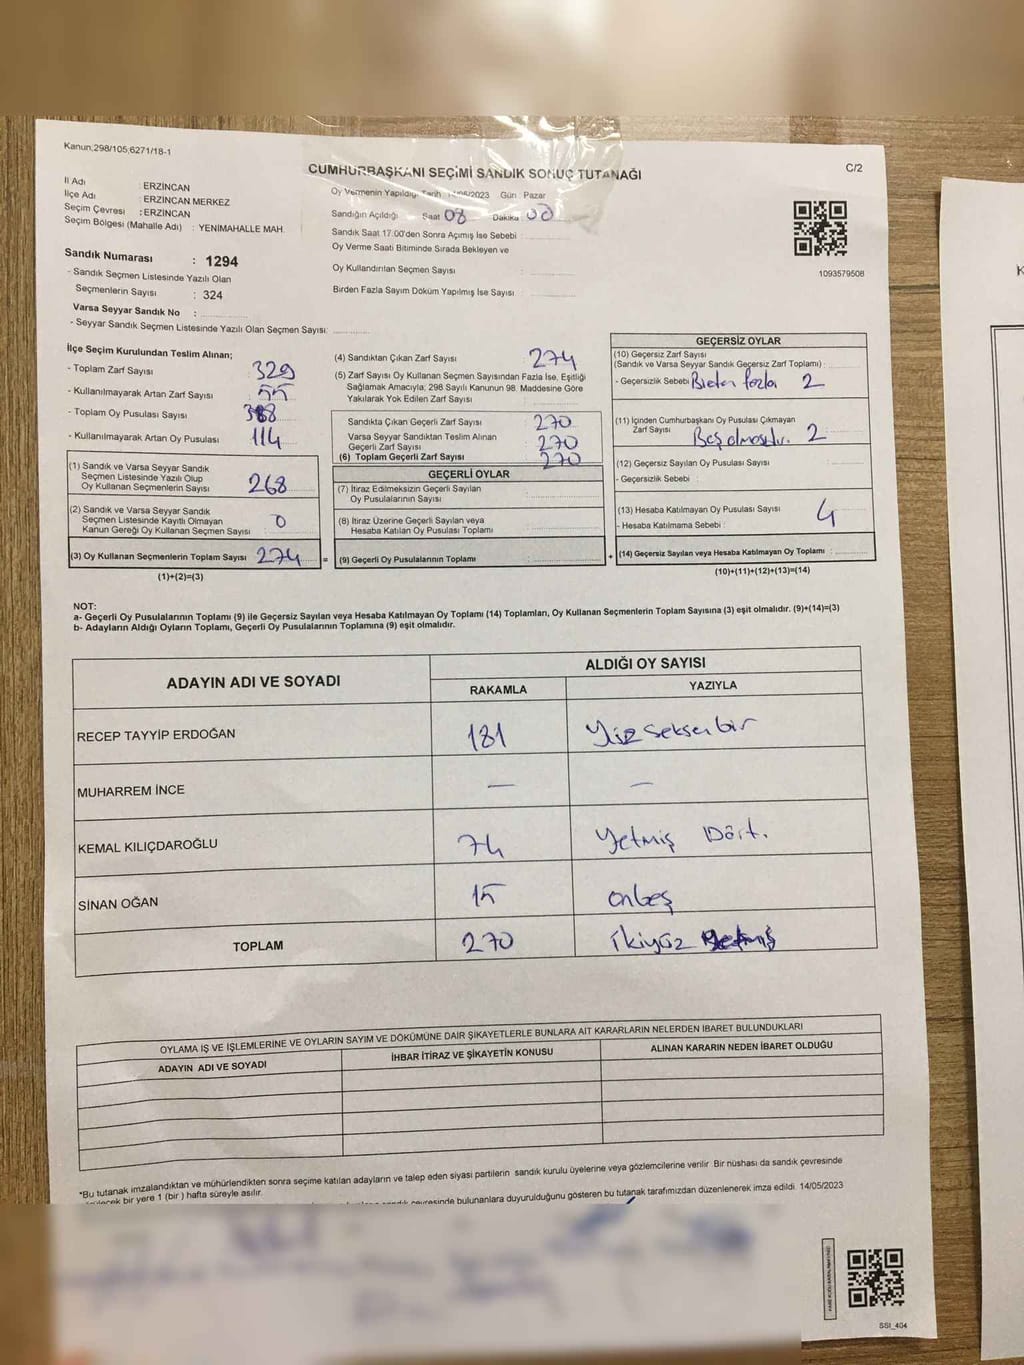 Kanun;298/105;6271/18-1
C/2
CUMHURBAŞKANI SEÇİMİ SANDIK SONUÇ TUTANAĞI
İl Adı : ERZİNCAN
İlçe Adı : ERZİNCAN MERKEZ
Seçim Çevresi : ERZİNCAN
Seçim Bölgesi (Mahalle Adı) : YENİMAHALLE MAH.
Oy Vermenin Yapıldığı Tarih /2023 Gün : Pazar
Sandığın Açıldığı Saat 08 Dakika 00
Sandık Saat 17:00'den Sonra Açımış İse Sebebi :
Oy Verme Saati Bitiminde Sırada Bekleyen ve
Oy Kullandırılan Seçmen Sayısı :
Birden Fazla Sayım Döküm Yapılmış İse Sayısı :
1093579508
Sandık Numarası : 1294
- Sandık Seçmen Listesinde Yazılı Olan
Seçmenlerin Sayısı : 324
Varsa Seyyar Sandık No :
- Seyyar Sandık Seçmen Listesinde Yazılı Olan Seçmen Sayısı:
İlçe Seçim Kurulundan Teslim Alınan;
- Toplam Zarf Sayısı 329
- Kullanılmayarak Artan Zarf Sayısı 55
- Toplam Oy Pusulası Sayısı
- Kullanılmayarak Artan Oy Pusulası 114
(1) Sandık ve Varsa Seyyar Sandık
Seçmen Listesinde Yazılı Olup
Oy Kullanan Seçmenlerin Sayısı 268
(2) Sandık ve Varsa Seyyar Sandık
Seçmen Listesinde Kayıtlı Olmayan
Kanun Gereği Oy Kullanan Seçmen Sayısı 0
(3) Oy Kullanan Seçmenlerin Toplam Sayısı 274 =
(1)+(2)=(3)
(4) Sandıktan Çıkan Zarf Sayısı 274
(5) Zarf Sayısı Oy Kullanan Seçmen Sayısından Fazla İse, Eşitliği
Sağlamak Amacıyla; 298 Sayılı Kanunun 98. Maddesine Göre
Yakılarak Yok Edilen Zarf Sayısı
Sandıkta Çıkan Geçerli Zarf Sayısı 270
Varsa Seyyar Sandıktan Teslim Alınan
Geçerli Zarf Sayısı 270
(6) Toplam Geçerli Zarf Sayısı 270
GEÇERLİ OYLAR
(7) İtiraz Edilmeksizin Geçerli Sayılan
Oy Pusulalarının Sayısı :
(8) İtiraz Üzerine Geçerli Sayılan veya
Hesaba Katılan Oy Pusulası Toplamı :
(9) Geçerli Oy Pusulalarının Toplamı : +
GEÇERSİZ OYLAR
(10) Geçersiz Zarf Sayısı
(Sandık ve Varsa Seyyar Sandık Geçersiz Zarf Toplamı) :
- Geçersizlik Sebebi : Birden fazla 2
(11) İçinden Cumhurbaşkanı Oy Pusulası Çıkmayan
Zarf Sayısı Boş olmasıdır. 2
(12) Geçersiz Sayılan Oy Pusulası Sayısı :
- Geçersizlik Sebebi :
(13) Hesaba Katılmayan Oy Pusulası Sayısı 4
- Hesaba Katılmama Sebebi :
(14) Geçersiz Sayılan veya Hesaba Katılmayan Oy Toplamı :
(10)+(11)+(12)+(13)=(14)
NOT:
a- Geçerli Oy Pusulalarının Toplamı (9) ile Geçersiz Sayılan veya Hesaba Katılmayan Oy Toplamı (14) Toplamları, Oy Kullanan Seçmenlerin Toplam Sayısına (3) eşit olmalıdır. (9)+(14)=(3)
b- Adayların Aldığı Oyların Toplamı, Geçerli Oy Pusulalarının Toplamına (9) eşit olmalıdır.
ADAYIN ADI VE SOYADI
ALDIĞI OY SAYISI
RAKAMLA YAZIYLA
RECEP TAYYİP ERDOĞAN 181 Yüz seksen bir
MUHARREM İNCE — —
KEMAL KILIÇDAROĞLU 74 Yetmiş Dört.
SİNAN OĞAN 15 onbeş
TOPLAM 270 ikiyüz yetmiş
OYLAMA İŞ VE İŞLEMLERİNE VE OYLARIN SAYIM VE DÖKÜMÜNE DAİR ŞİKAYETLERLE BUNLARA AİT KARARLARIN NELERDEN İBARET BULUNDUKLARI
ADAYIN ADI VE SOYADI İHBAR İTİRAZ VE ŞİKAYETİN KONUSU ALINAN KARARIN NEDEN İBARET OLDUĞU
*Bu tutanak imzalandıktan ve mühürlendikten sonra seçime katılan adayların ve talep eden siyasi partilerin sandık kurulu üyelerine veya gözlemcilerine verilir. Bir nüshası da sandık çevresinde
bir yere 1 (bir ) hafta süreyle asılır.
çevresinde bulunanlara duyurulduğunu gösteren bu tutanak tarafımızdan düzenlenerek imza edildi. 14/05/2023
SSI_404